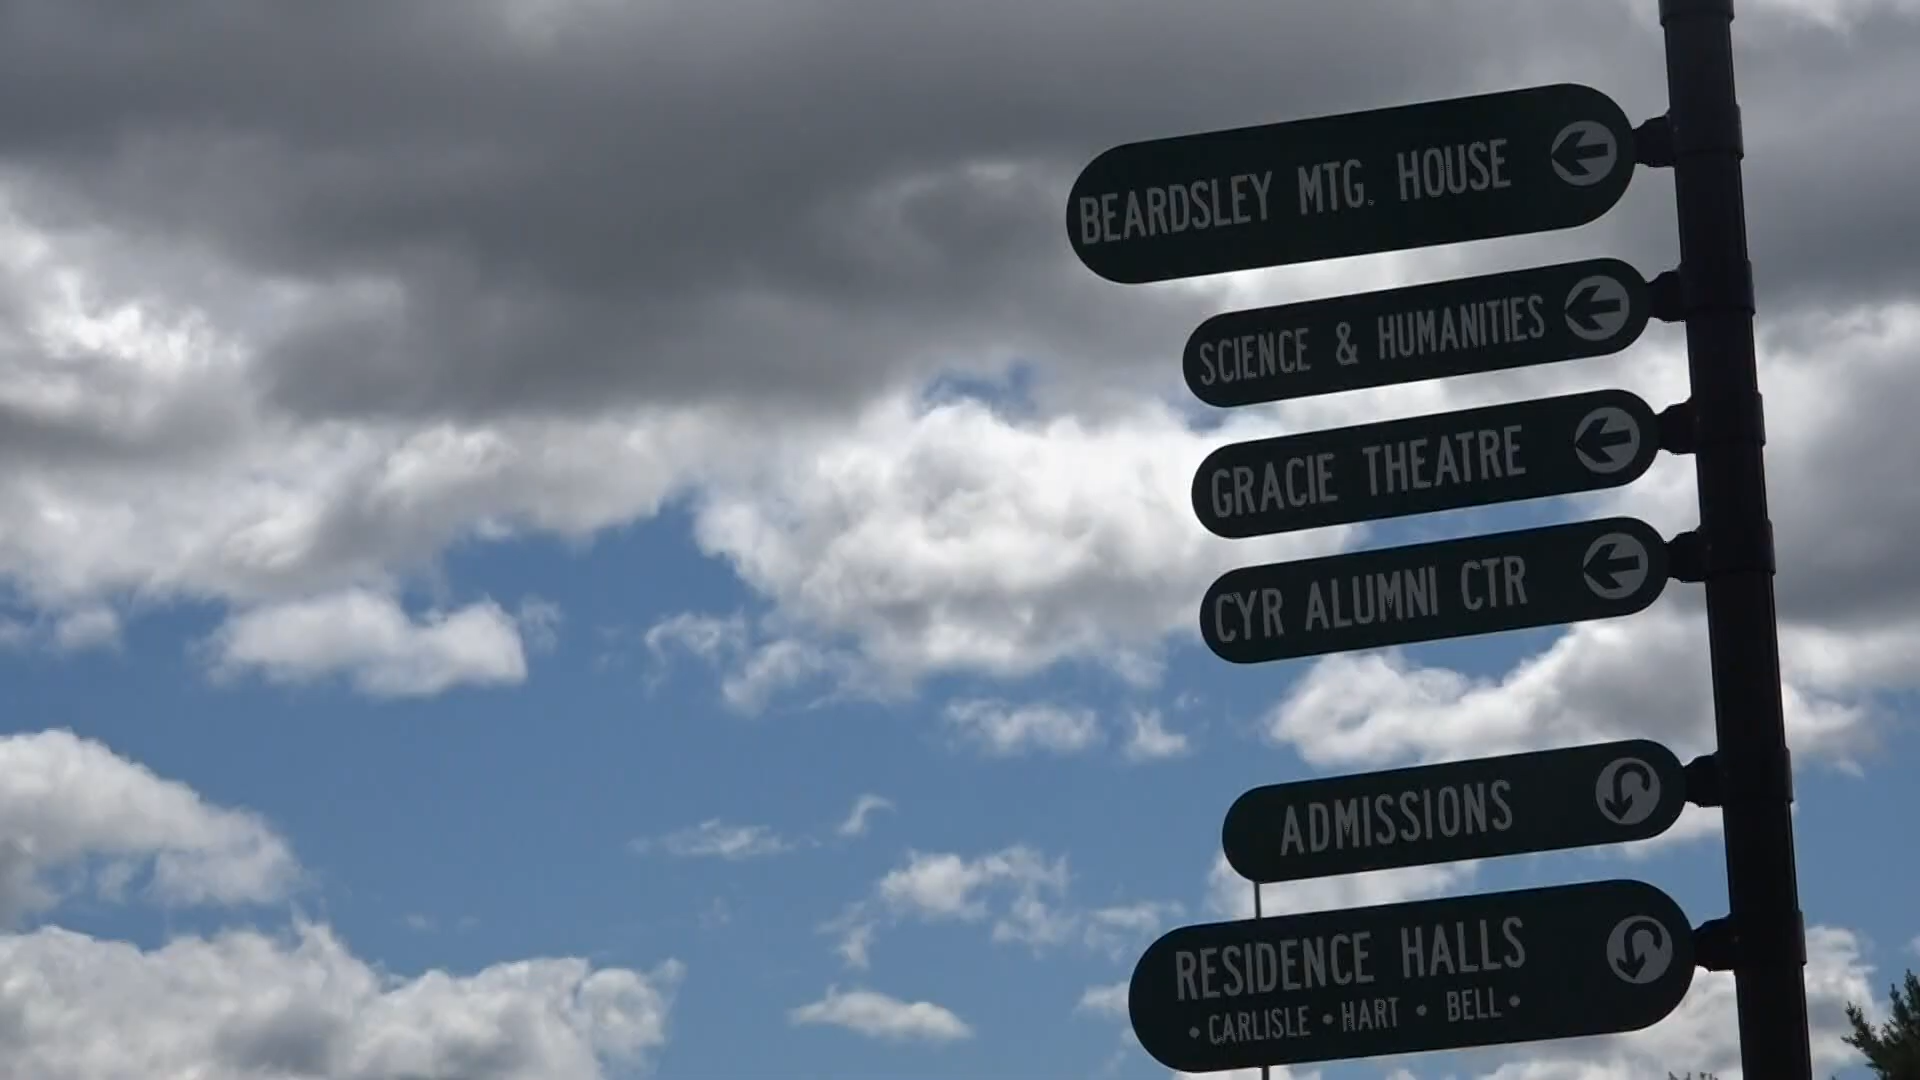 BEARDSLEY MTG. HOUSE
SCIENCE & HUMANITIES
GRACIE THEATRE
CYR ALUMNI CTR
ADMISSIONS
RESIDENCE HALLS
• CARLISLE • HART • BELL •